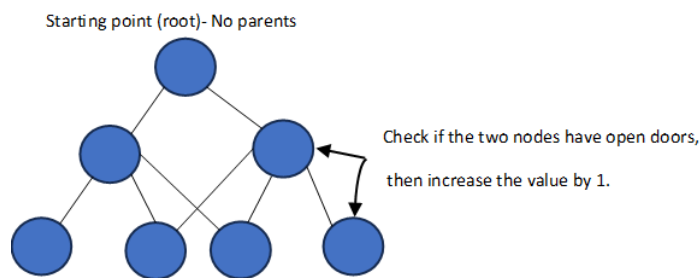 Starting point (root)- No parents
Check if the two nodes have open doors,
then increase the value by 1.